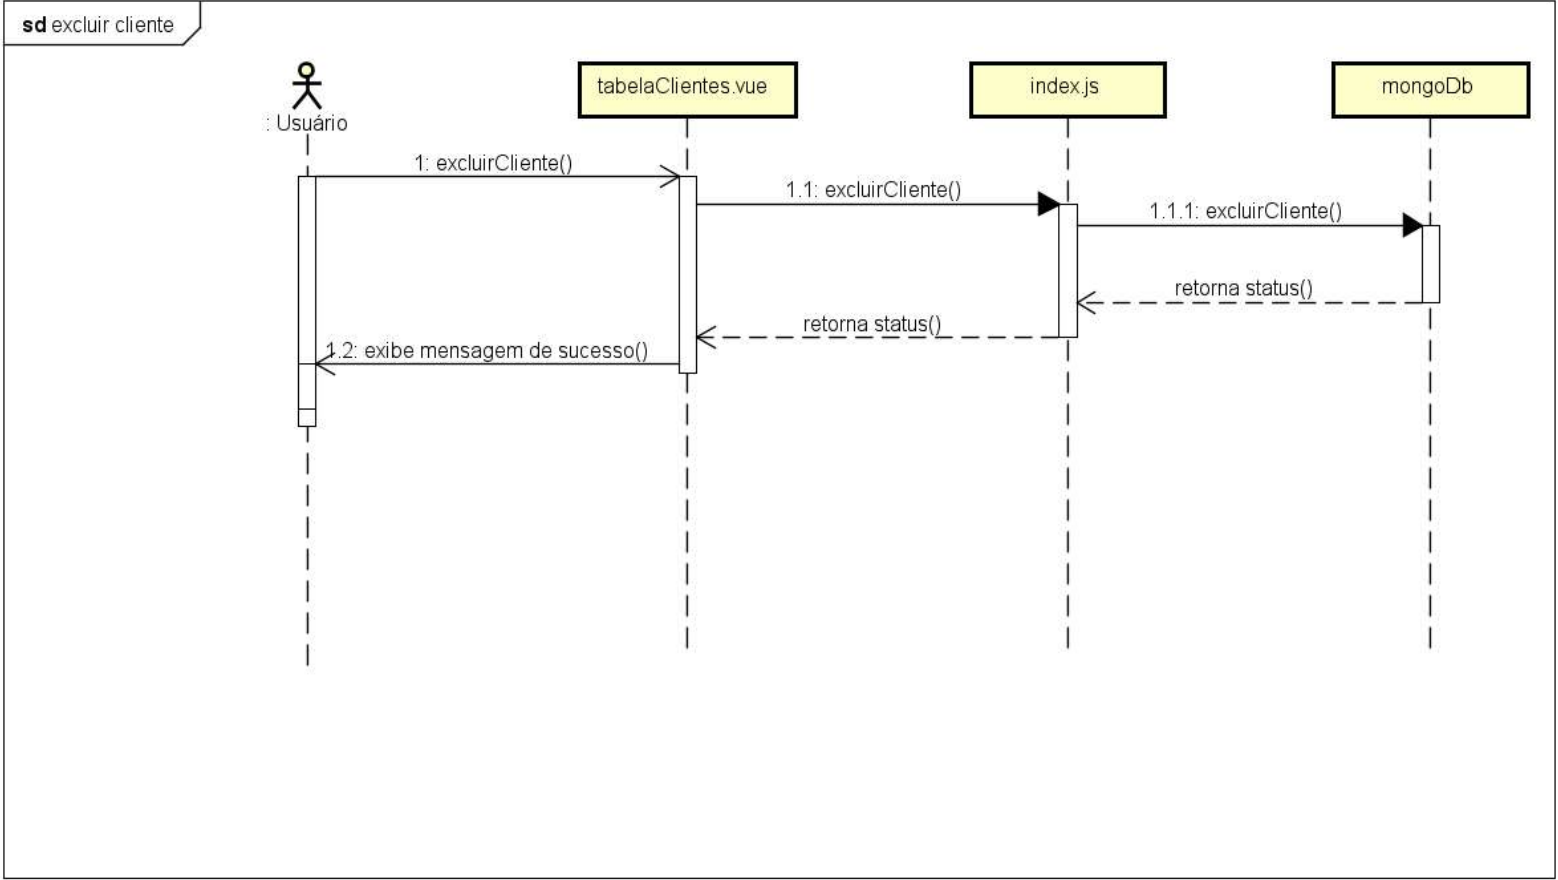 sd excluir cliente
: Usuário
tabelaClientes.vue
index.js
mongoDb
1: excluirCliente()
1.1: excluirCliente()
1.1.1: excluirCliente()
retorna status()
retorna status()
1.2: exibe mensagem de sucesso()